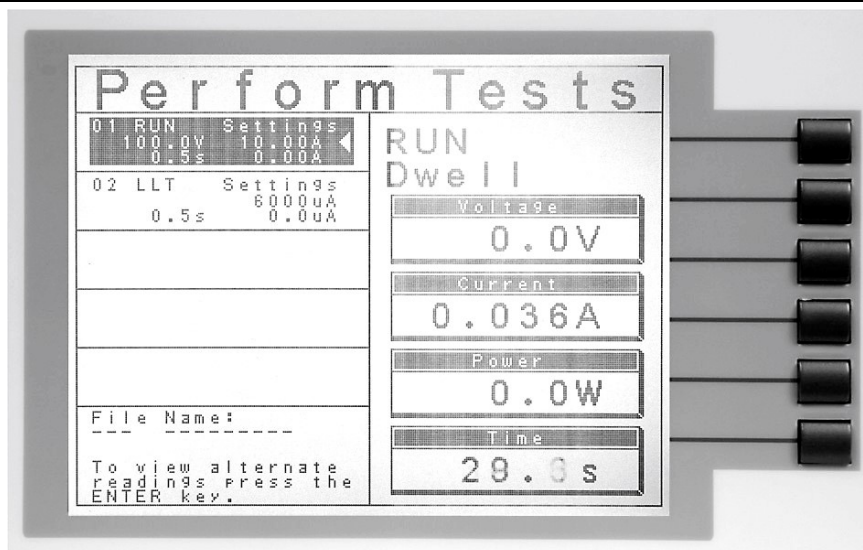 Perform Tests
01 RUN Settings
100.0V 10.00A
0.5s 0.00A
02 LLT Settings
6000uA
0.5s 0.0uA
File Name:
To view alternate
readings press the
ENTER key.
RUN
Dwell
Voltage
0.0V
Current
0.036A
Power
0.0W
Time
s